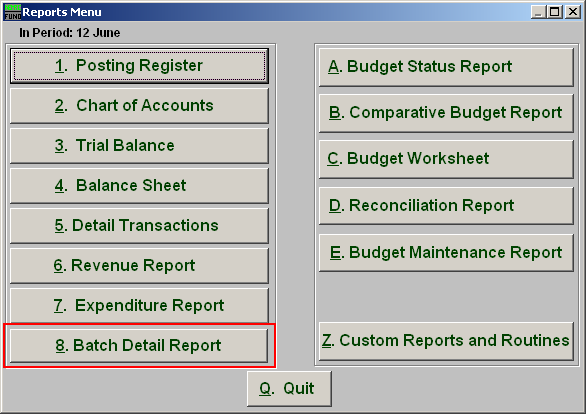 FUND
Reports Menu
In Period: 12 June
1. Posting Register
2. Chart of Accounts
3. Trial Balance
4. Balance Sheet
5. Detail Transactions
6. Revenue Report
7. Expenditure Report
8. Batch Detail Report
A. Budget Status Report
B. Comparative Budget Report
C. Budget Worksheet
D. Reconciliation Report
E. Budget Maintenance Report
Z. Custom Reports and Routines
Q. Quit